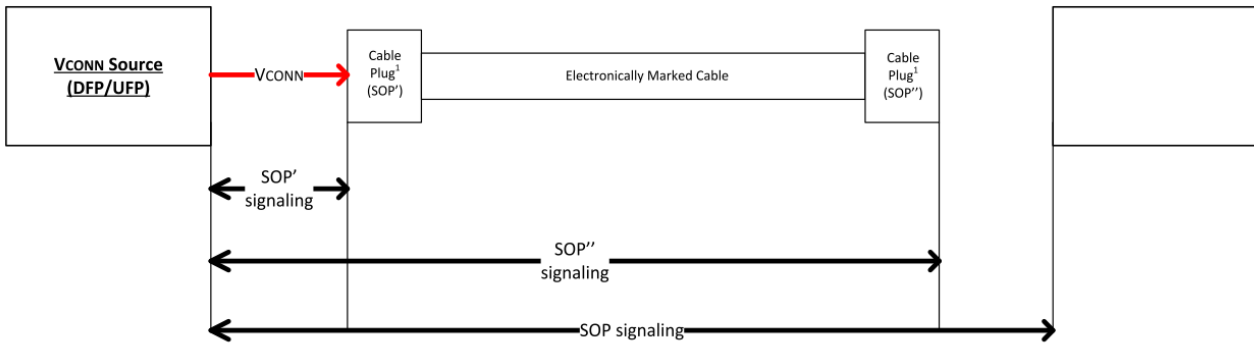 VCONN Source
(DFP/UFP)
VCONN
Cable
Plug¹
(SOP’)
Electronically Marked Cable
Cable
Plug¹
(SOP’’)
SOP’
signaling
SOP’’
signaling
SOP signaling